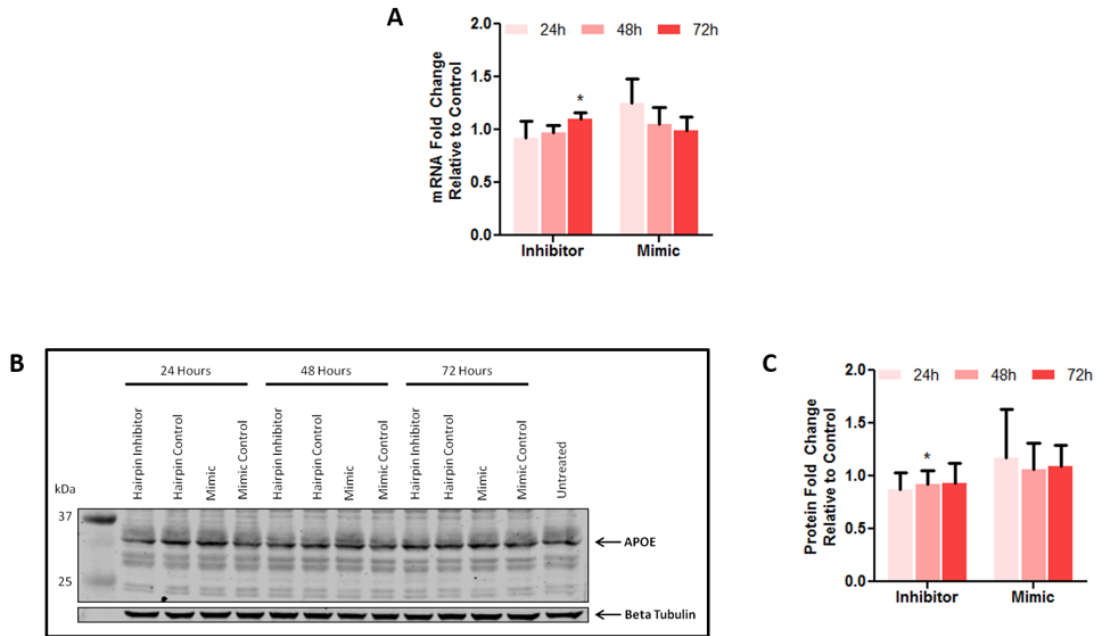 A
24h 48h 72h
mRNA Fold Change
Relative to Control
2.0
1.5
1.0
0.5
0.0
*
Inhibitor Mimic
B
24 Hours 48 Hours 72 Hours
Hairpin Inhibitor
Hairpin Control
Mimic
Mimic Control
Hairpin Inhibitor
Hairpin Control
Mimic
Mimic Control
Hairpin Inhibitor
Hairpin Control
Mimic
Mimic Control
Untreated
kDa
37
25
APOE
Beta Tubulin
C
24h 48h 72h
Protein Fold Change
Relative to Control
2.0
1.5
1.0
0.5
0.0
*
Inhibitor Mimic